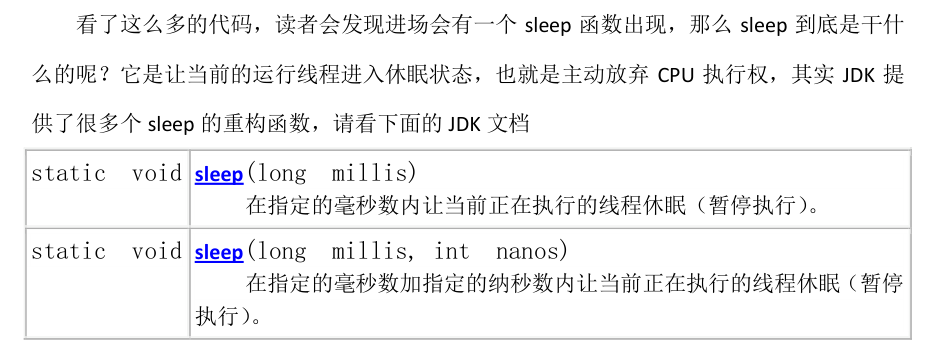 看了这么多的代码，读者会发现进场会有一个 sleep 函数出现，那么 sleep 到底是干什
么的呢？它是让当前的运行线程进入休眠状态，也就是主动放弃 CPU 执行权，其实 JDK 提
供了很多个 sleep 的重构函数，请看下面的 JDK 文档
static void sleep(long millis)
在指定的毫秒数内让当前正在执行的线程休眠（暂停执行）。
static void sleep(long millis, int nanos)
在指定的毫秒数加指定的纳秒数内让当前正在执行的线程休眠（暂停
执行）。